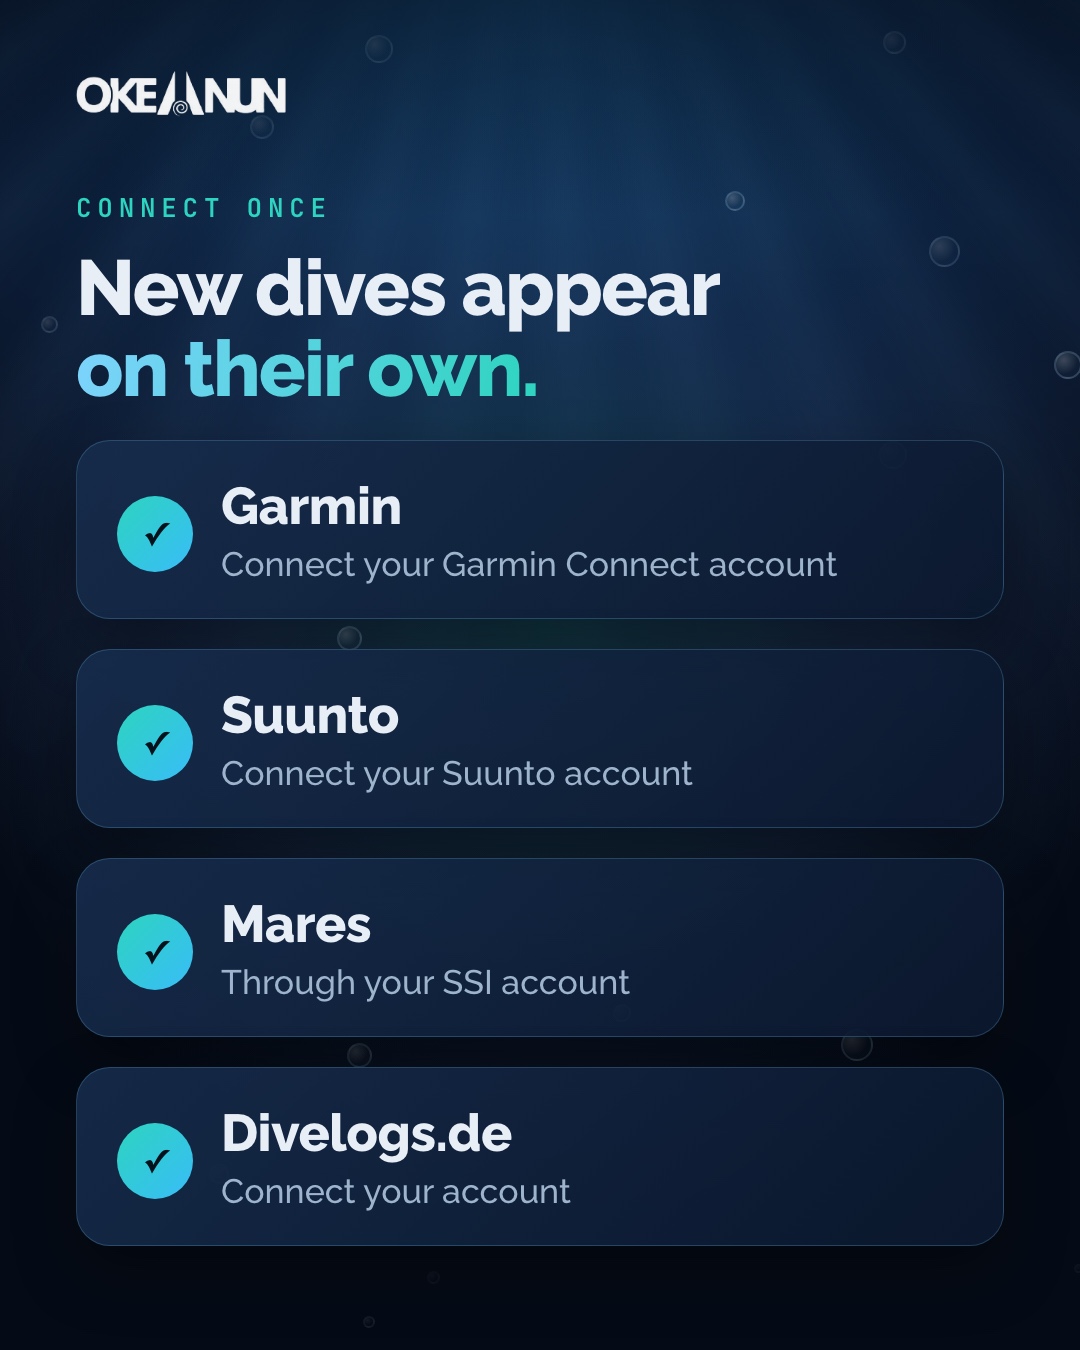 OKEANUN
CONNECT ONCE
New dives appear
on their own.
Garmin
Connect your Garmin Connect account
Suunto
Connect your Suunto account
Mares
Through your SSI account
Divelogs.de
Connect your account